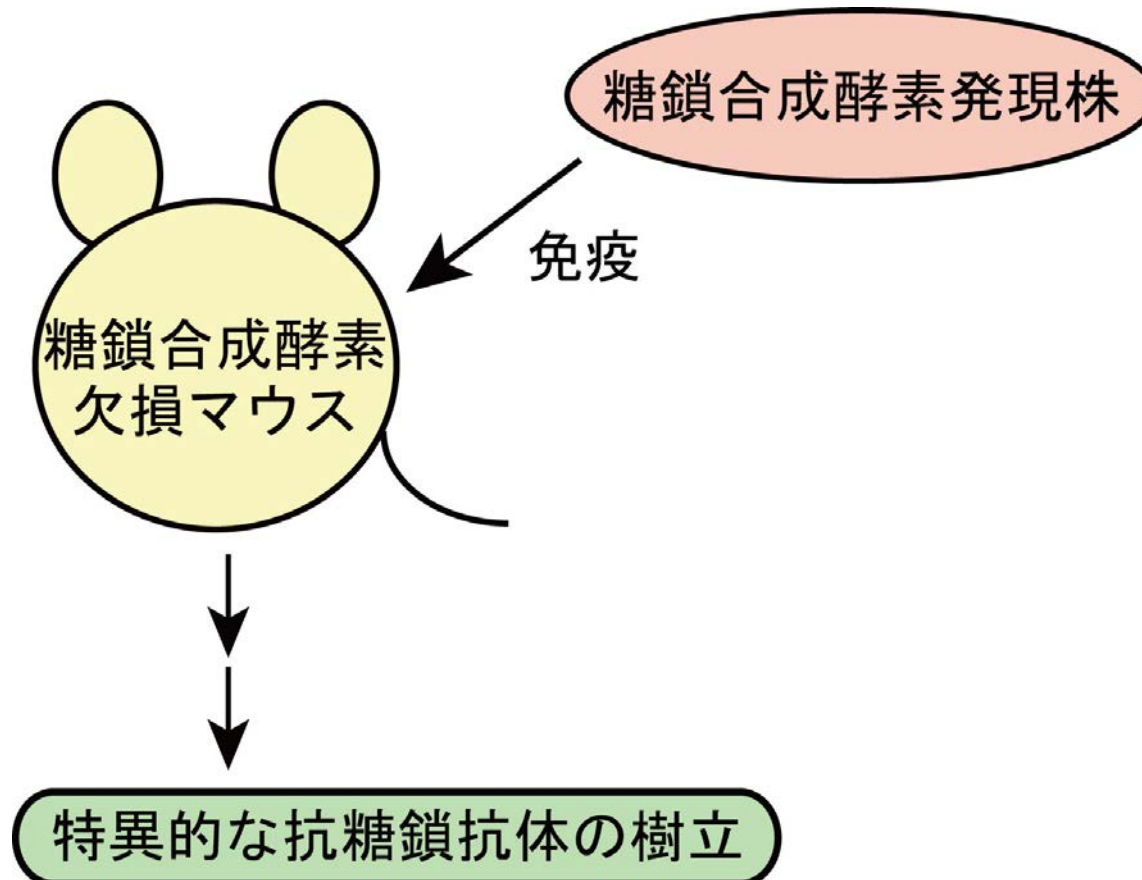 糖鎖合成酵素発現株
免疫
糖鎖合成酵素
欠損マウス
特異的な抗糖鎖抗体の樹立